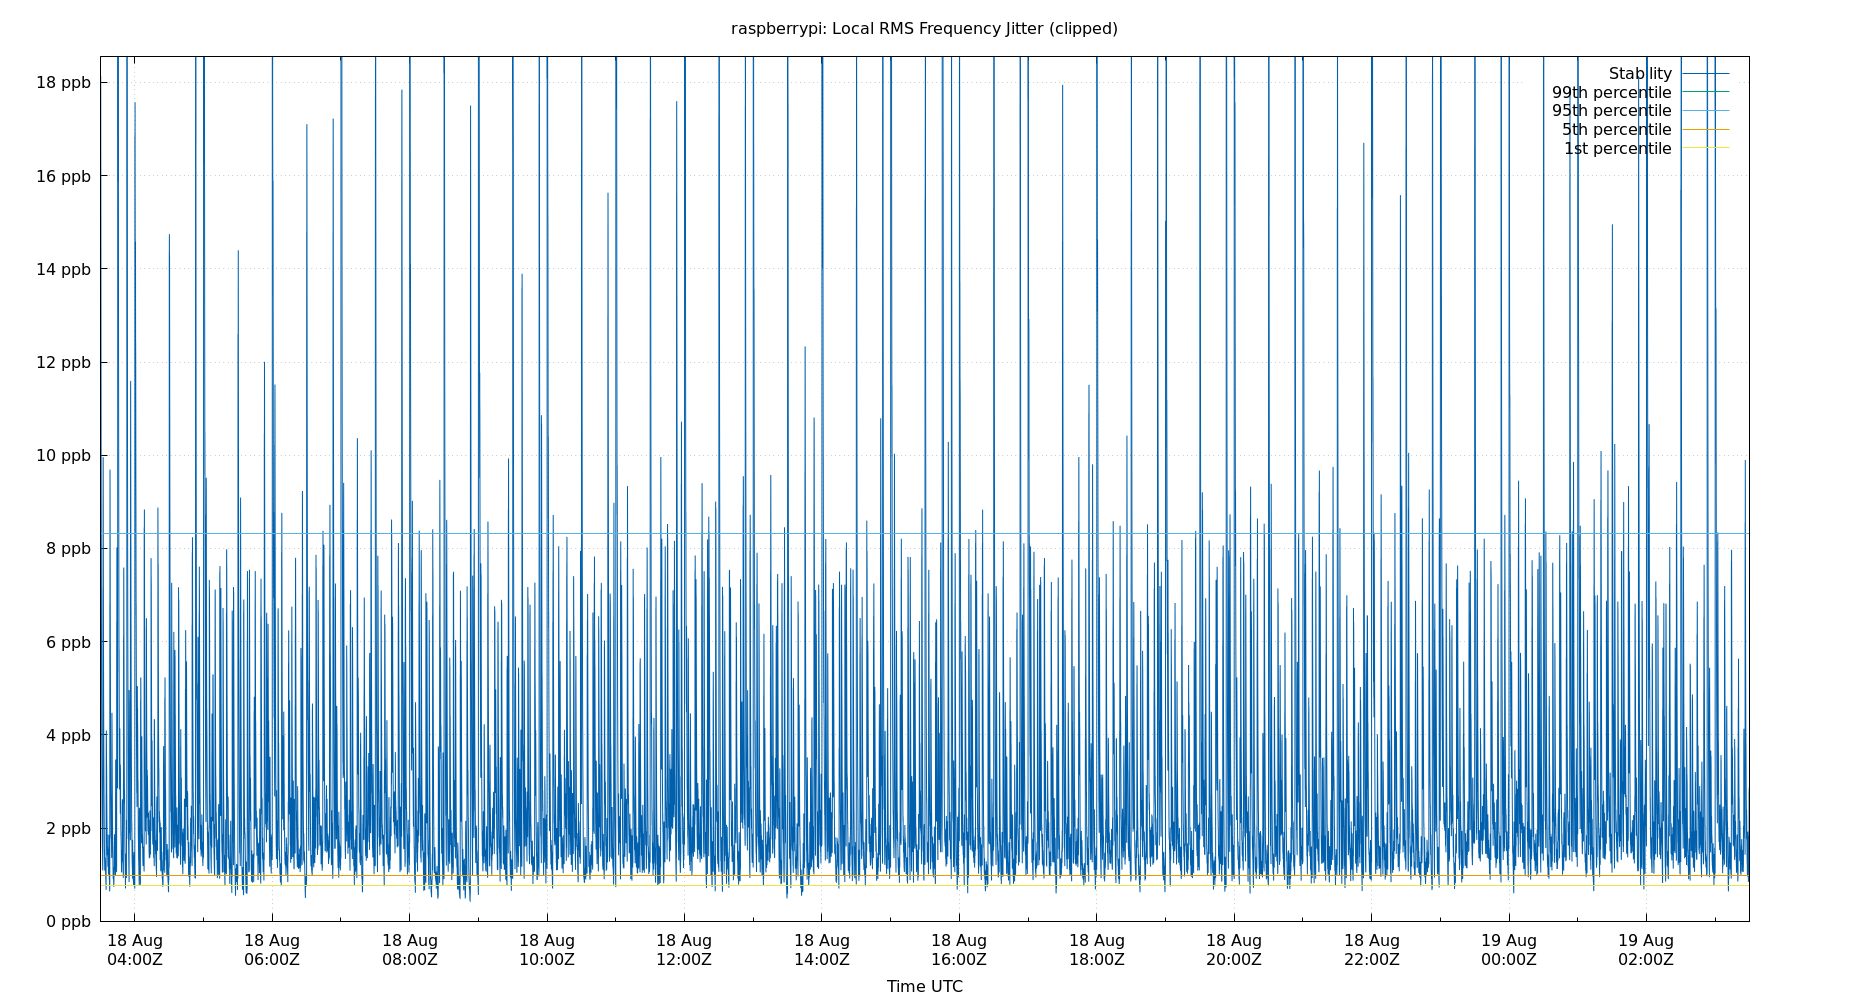 raspberrypi: Local RMS Frequency Jitter (clipped)
Stability
99th percentile
95th percentile
5th percentile
1st percentile
18 ppb
16 ppb
14 ppb
12 ppb
10 ppb
8 ppb
6 ppb
4 ppb
2 ppb
0 ppb
18 Aug 18 Aug 18 Aug 18 Aug 18 Aug 18 Aug 18 Aug 18 Aug 18 Aug 18 Aug 19 Aug 19 Aug
04:00Z 06:00Z 08:00Z 10:00Z 12:00Z 14:00Z 16:00Z 18:00Z 20:00Z 22:00Z 00:00Z 02:00Z
Time UTC